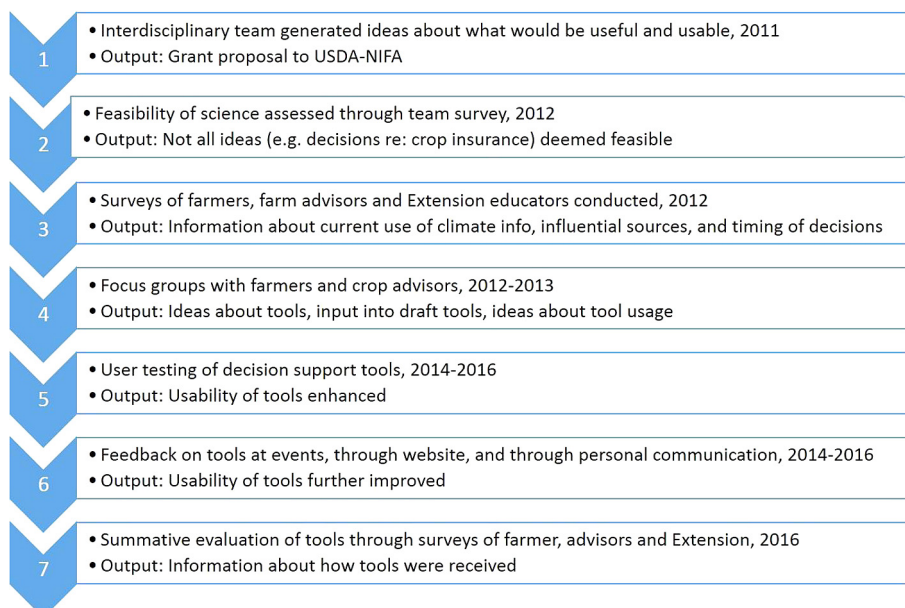 1
• Interdisciplinary team generated ideas about what would be useful and usable, 2011
• Output: Grant proposal to USDA-NIFA
2
• Feasibility of science assessed through team survey, 2012
• Output: Not all ideas (e.g. decisions re: crop insurance) deemed feasible
3
• Surveys of farmers, farm advisors and Extension educators conducted, 2012
• Output: Information about current use of climate info, influential sources, and timing of decisions
4
• Focus groups with farmers and crop advisors, 2012-2013
• Output: Ideas about tools, input into draft tools, ideas about tool usage
5
• User testing of decision support tools, 2014-2016
• Output: Usability of tools enhanced
6
• Feedback on tools at events, through website, and through personal communication, 2014-2016
• Output: Usability of tools further improved
7
• Summative evaluation of tools through surveys of farmer, advisors and Extension, 2016
• Output: Information about how tools were received